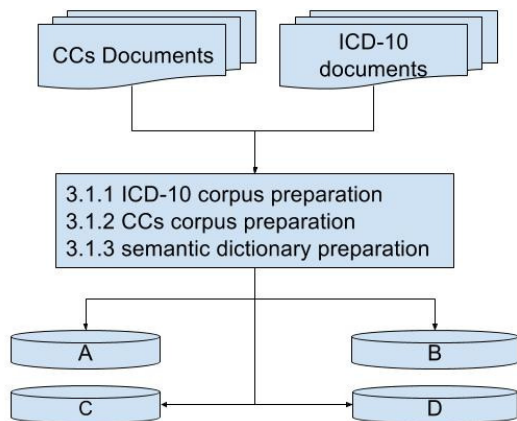 CCs Documents
ICD-10
documents
3.1.1 ICD-10 corpus preparation
3.1.2 CCs corpus preparation
3.1.3 semantic dictionary preparation
A
B
C
D